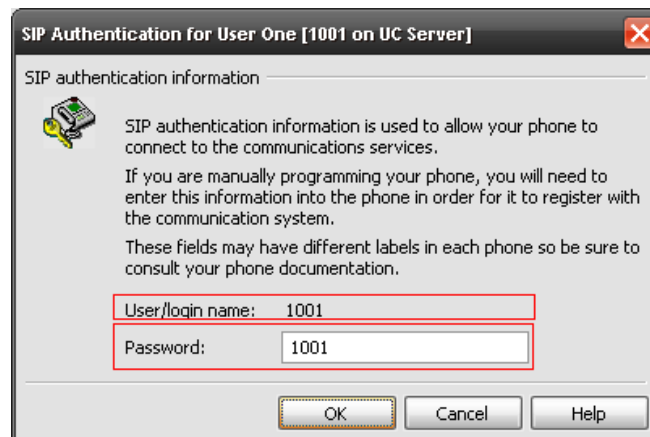 SIP Authentication for User One [1001 on UC Server]
SIP authentication information
SIP authentication information is used to allow your phone to
connect to the communications services.
If you are manually programming your phone, you will need to
enter this information into the phone in order for it to register with
the communication system.
These fields may have different labels in each phone so be sure to
consult your phone documentation.
User/login name: 1001
Password: 1001
OK Cancel Help